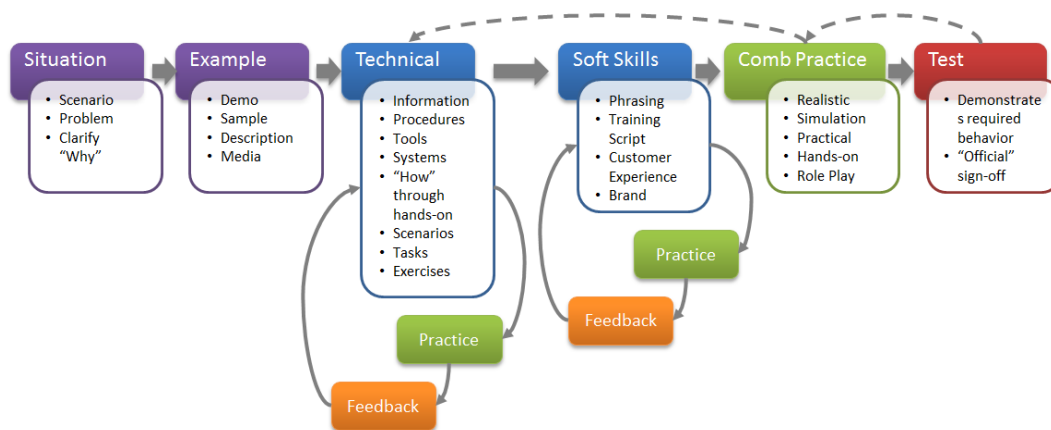 Situation
• Scenario
• Problem
• Clarify
“Why”
Example
• Demo
• Sample
• Description
• Media
Technical
• Information
• Procedures
• Tools
• Systems
• “How”
through
hands-on
• Scenarios
• Tasks
• Exercises
Practice
Feedback
Soft Skills
• Phrasing
• Training
Script
• Customer
Experience
• Brand
Practice
Feedback
Comb Practice
• Realistic
• Simulation
• Practical
• Hands-on
• Role Play
Test
• Demonstrate
s required
behavior
• “Official”
sign-off